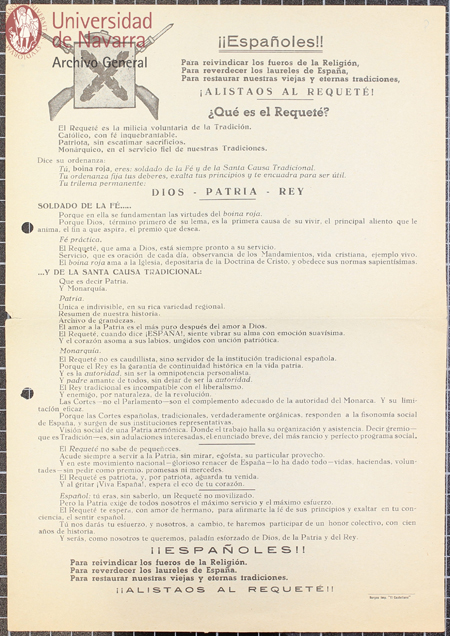 Universidad
de Navarra
Archivo General
¡¡Españoles!!
Para reivindicar los fueros de la Religión,
Para reverdecer los laureles de España,
Para restaurar nuestras viejas y eternas tradiciones,
¡ALISTAOS AL REQUETÉ!
¿Qué es el Requeté?
El Requeté es la milicia voluntaria de la Tradición.
Católico, con fé inquebrantable.
Patriota, sin escatimar sacrificios.
Monárquico, en el servicio fiel de nuestras Tradiciones.
Dice su ordenanza:
Tú, boina roja, eres: soldado de la Fé y de la Santa Causa Tradicional.
Tu ordenanza fija tus deberes, exalta tus principios y te encuadra para ser útil.
Tu trilema permanente:
DIOS - PATRIA - REY
SOLDADO DE LA FÉ.....
Porque en ella se fundamentan las virtudes del boina roja.
Porque Dios, término primero de su lema, es la primera causa de su vivir, el principal aliento que le
anima, el fin a que aspira, el premio que desea.
Fé práctica.
El Requeté, que ama a Dios, está siempre pronto a su servicio.
Servicio, que es oración de cada día, observancia de los Mandamientos, vida cristiana, ejemplo vivo.
El boina roja ama a la Iglesia, depositaria de la Doctrina de Cristo, y obedece sus normas sapientísimas.
...Y DE LA SANTA CAUSA TRADICIONAL:
Que es decir Patria.
Y Monarquía.
Patria.
Unica e indivisible, en su rica variedad regional.
Resumen de nuestra historia.
Archivo de grandezas.
El amor a la Patria es el más puro después del amor a Dios.
El Requeté, cuando dice ¡ESPAÑA!, siente vibrar su alma con emoción suavísima.
Y el corazón asoma a sus labios, ungidos con unción patriótica.
Monarquía.
El Requeté no es caudillista, sino servidor de la institución tradicional española.
Porque el Rey es la garantía de continuidad histórica en la vida patria.
Y es la autoridad, sin ser la omnipotencia personalista.
Y padre amante de todos, sin dejar de ser la autoridad.
El Rey tradicional es incompatible con el liberalismo.
Y enemigo, por naturaleza, de la revolución.
Las Cortes—no el Parlamento—son el complemento adecuado de la autoridad del Monarca. Y su limi-
tación eficaz.
Porque las Cortes españolas, tradicionales, verdaderamente orgánicas, responden a la fisonomía social
de España, y surgen de sus instituciones representativas.
Visión social de una Patria armónica. Donde el trabajo halla su organización y asistencia. Decir gremio—
que es Tradición—es, sin adulaciones interesadas, el enunciado breve, del más rancio y perfecto programa social.
El Requeté no sabe de pequeñeces.
Acude siempre a servir a la Patria, sin mirar, egoísta, su particular provecho.
Y en este movimiento nacional—glorioso renacer de España—lo ha dado todo—vidas, haciendas, volun-
tades—sin pedir como premio, promesas ni mercedes.
El Requeté es patriota, y, por patriota, aguarda tu venida.
Y al gritar ¡Viva España!, espera el eco de tu corazón.
Español: tú eras, sin saberlo, un Requeté no movilizado.
Pero la Patria exige de todos nosotros el máximo servicio y el máximo esfuerzo.
El Requeté te espera, con amor de hermano, para afirmarte la fé de sus principios y exaltar en tu con-
ciencia, el sentir español.
Tú nos darás tu esfuerzo, y nosotros, a cambio, te haremos participar de un honor colectivo, con cien
años de historia.
Y serás, como nosotros te queremos, paladín esforzado de Dios, de la Patria y del Rey.
¡¡ESPAÑOLES!!
Para reivindicar los fueros de la Religión.
Para reverdecer los laureles de España.
Para restaurar nuestras viejas y eternas tradiciones.
¡¡ALISTAOS AL REQUETÉ!!